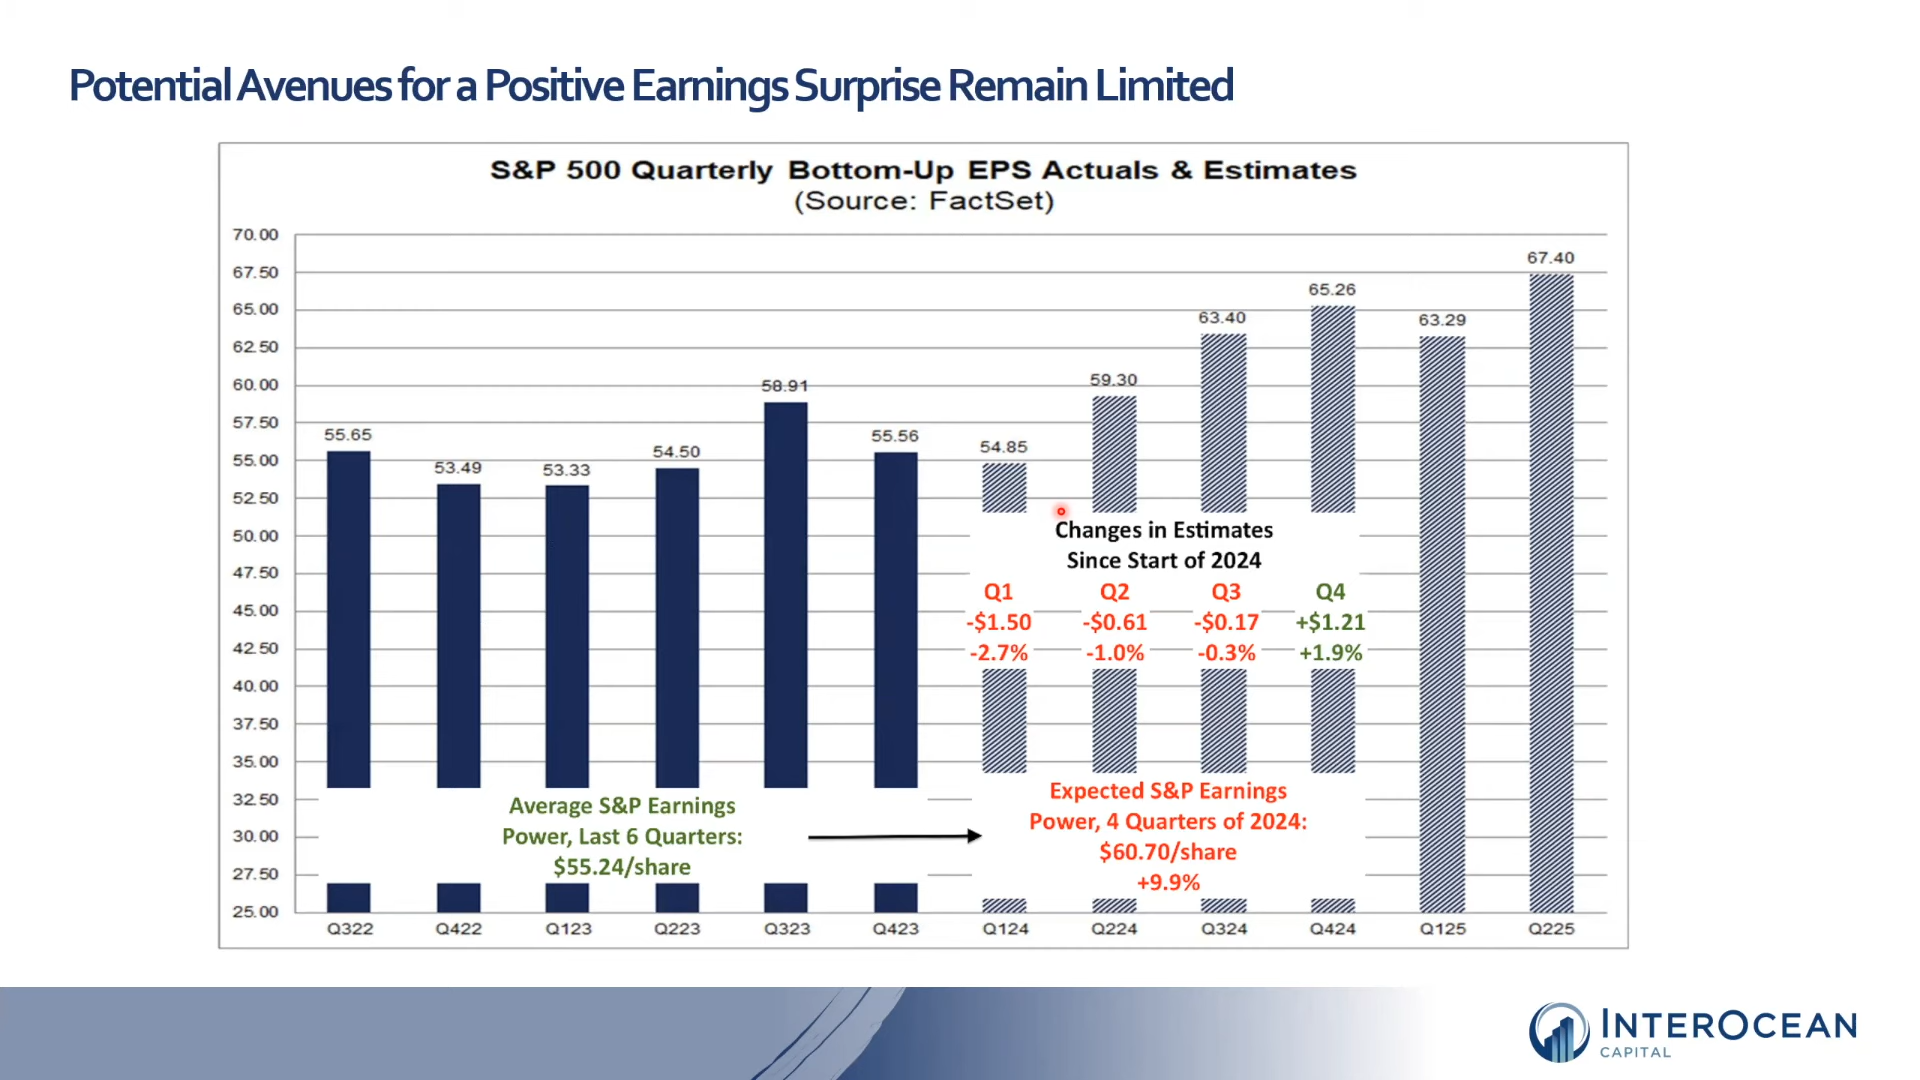 Potential Avenues for a Positive Earnings Surprise Remain Limited
S&P 500 Quarterly Bottom-Up EPS Actuals & Estimates
(Source: FactSet)
70.00
67.50
65.00
62.50
60.00
57.50
55.00
52.50
50.00
47.50
45.00
42.50
40.00
37.50
35.00
32.50
30.00
27.50
25.00
55.65
53.49
53.33
54.50
58.91
55.56
54.85
59.30
63.40
65.26
63.29
67.40
Changes in Estimates
Since Start of 2024
Q1 Q2 Q3 Q4
-$1.50 -$0.61 -$0.17 +$1.21
-2.7% -1.0% -0.3% +1.9%
Average S&P Earnings
Power, Last 6 Quarters:
$55.24/share
Expected S&P Earnings
Power, 4 Quarters of 2024:
$60.70/share
+9.9%
Q322 Q422 Q123 Q223 Q323 Q423 Q124 Q224 Q324 Q424 Q125 Q225
INTEROCEAN
CAPITAL